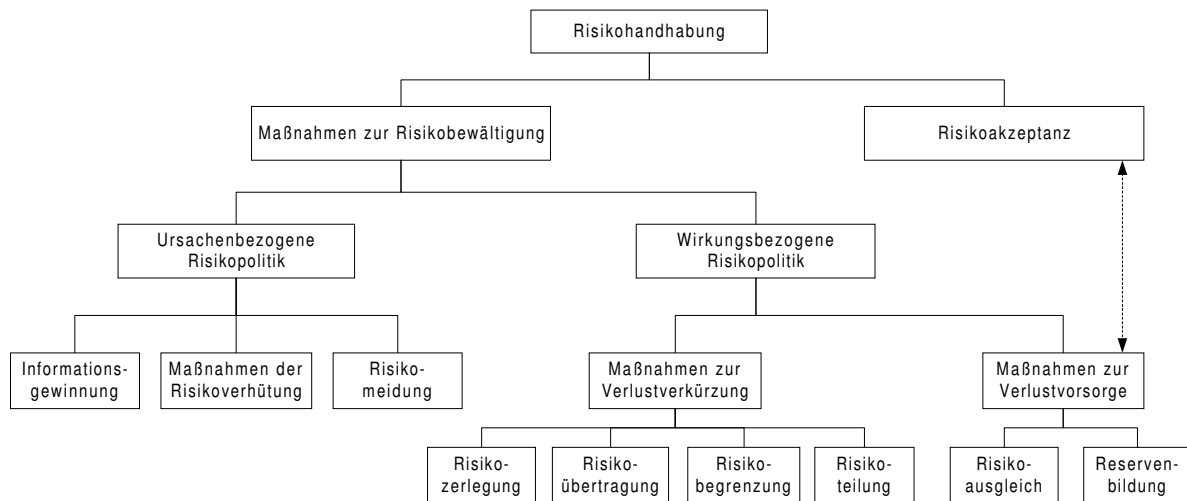 Risikohandhabung
Maßnahmen zur Risikobewältigung
Risikoakzeptanz
Ursachenbezogene
Risikopolitik
Wirkungsbezogene
Risikopolitik
Informations-
gewinnung
Maßnahmen der
Risikoverhütung
Risiko-
meidung
Maßnahmen zur
Verlustverkürzung
Maßnahmen zur
Verlustvorsorge
Risiko-
zerlegung
Risiko-
übertragung
Risiko-
begrenzung
Risiko-
teilung
Risiko-
ausgleich
Reserven-
bildung